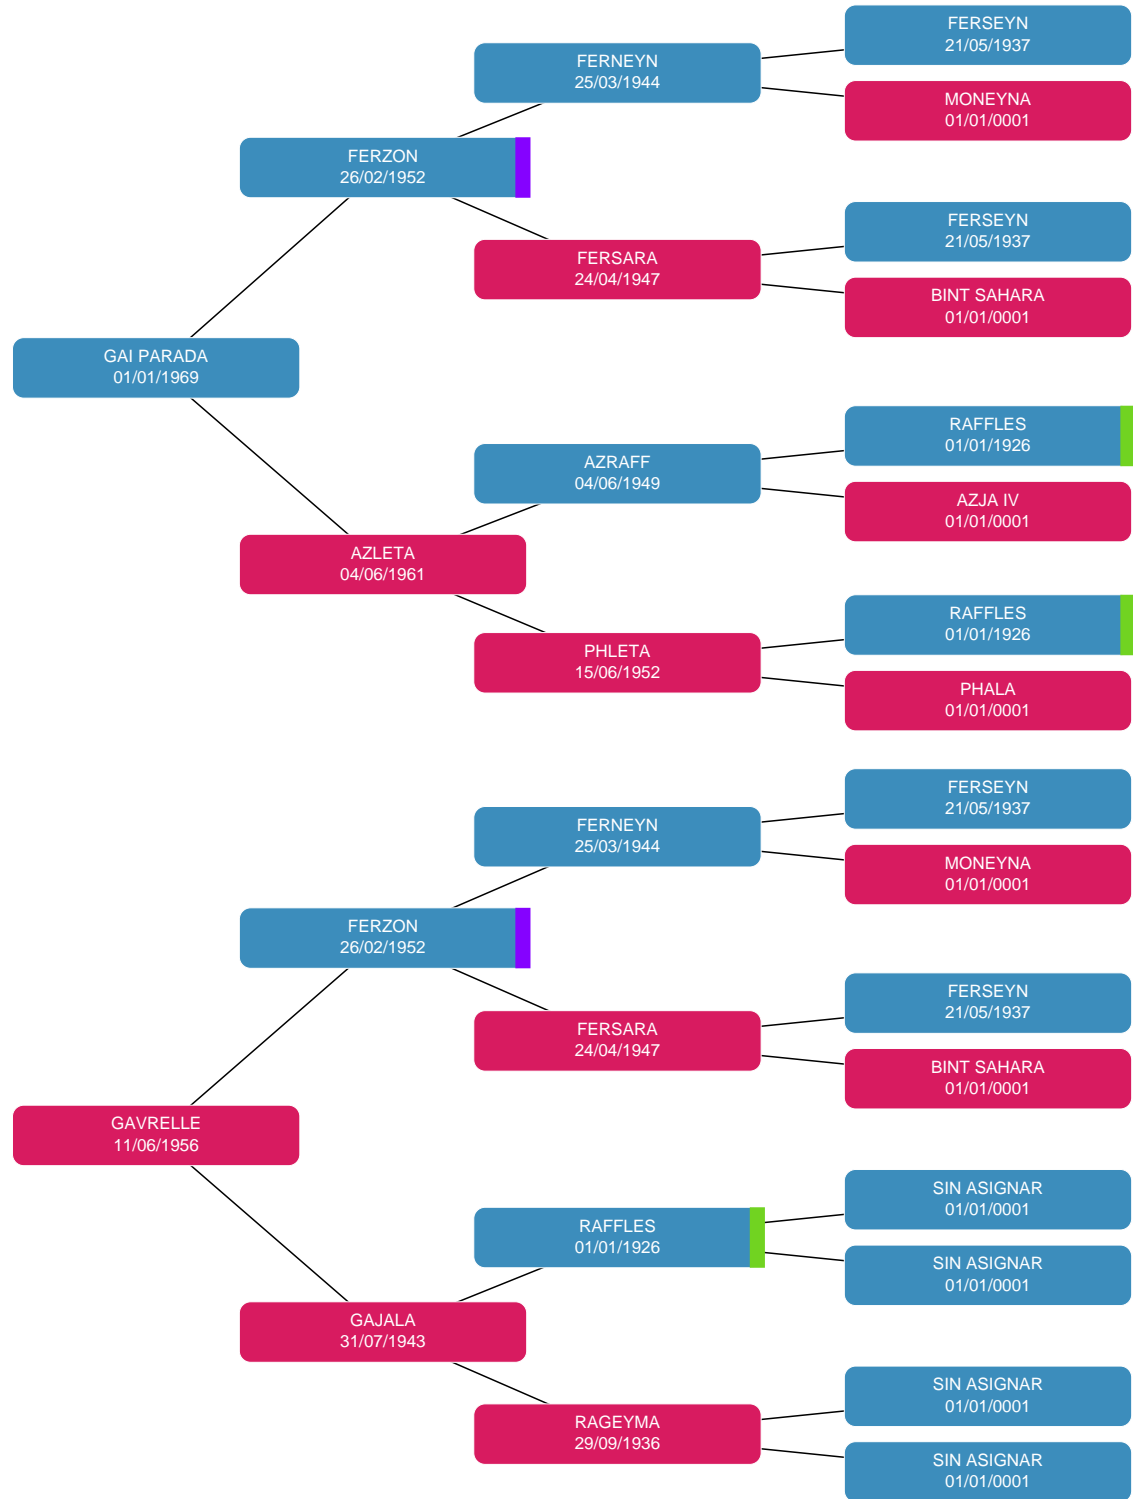 FERSEYN
21/05/1937
FERNEYN
25/03/1944
MONEYNA
01/01/0001
FERZON
26/02/1952
FERSEYN
21/05/1937
FERSARA
24/04/1947
BINT SAHARA
01/01/0001
GAI PARADA
01/01/1969
RAFFLES
01/01/1926
AZRAFF
04/06/1949
AZJA IV
01/01/0001
AZLETA
04/06/1961
RAFFLES
01/01/1926
PHLETA
15/06/1952
PHALA
01/01/0001
FERSEYN
21/05/1937
FERNEYN
25/03/1944
MONEYNA
01/01/0001
FERZON
26/02/1952
FERSEYN
21/05/1937
FERSARA
24/04/1947
BINT SAHARA
01/01/0001
GAVRELLE
11/06/1956
SIN ASIGNAR
01/01/0001
RAFFLES
01/01/1926
SIN ASIGNAR
01/01/0001
GAJALA
31/07/1943
SIN ASIGNAR
01/01/0001
RAGEYMA
29/09/1936
SIN ASIGNAR
01/01/0001